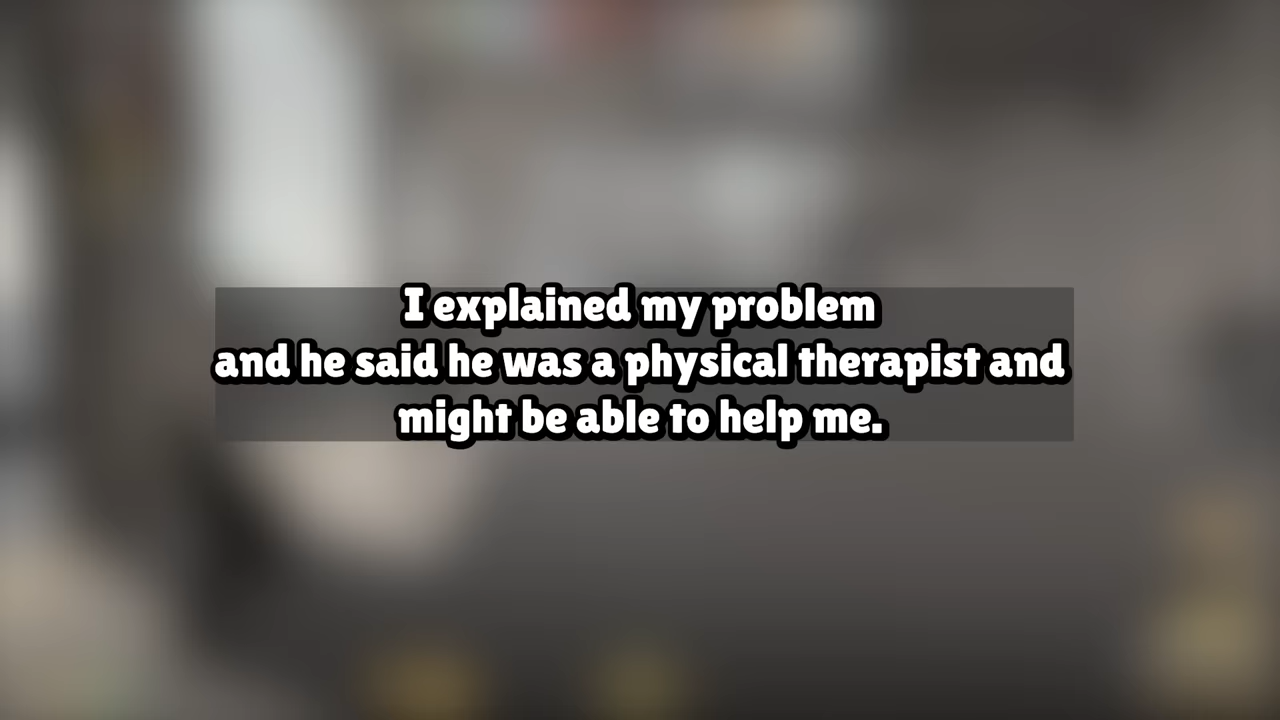 I explained my problem
and he said he was a physical therapist and
might be able to help me.